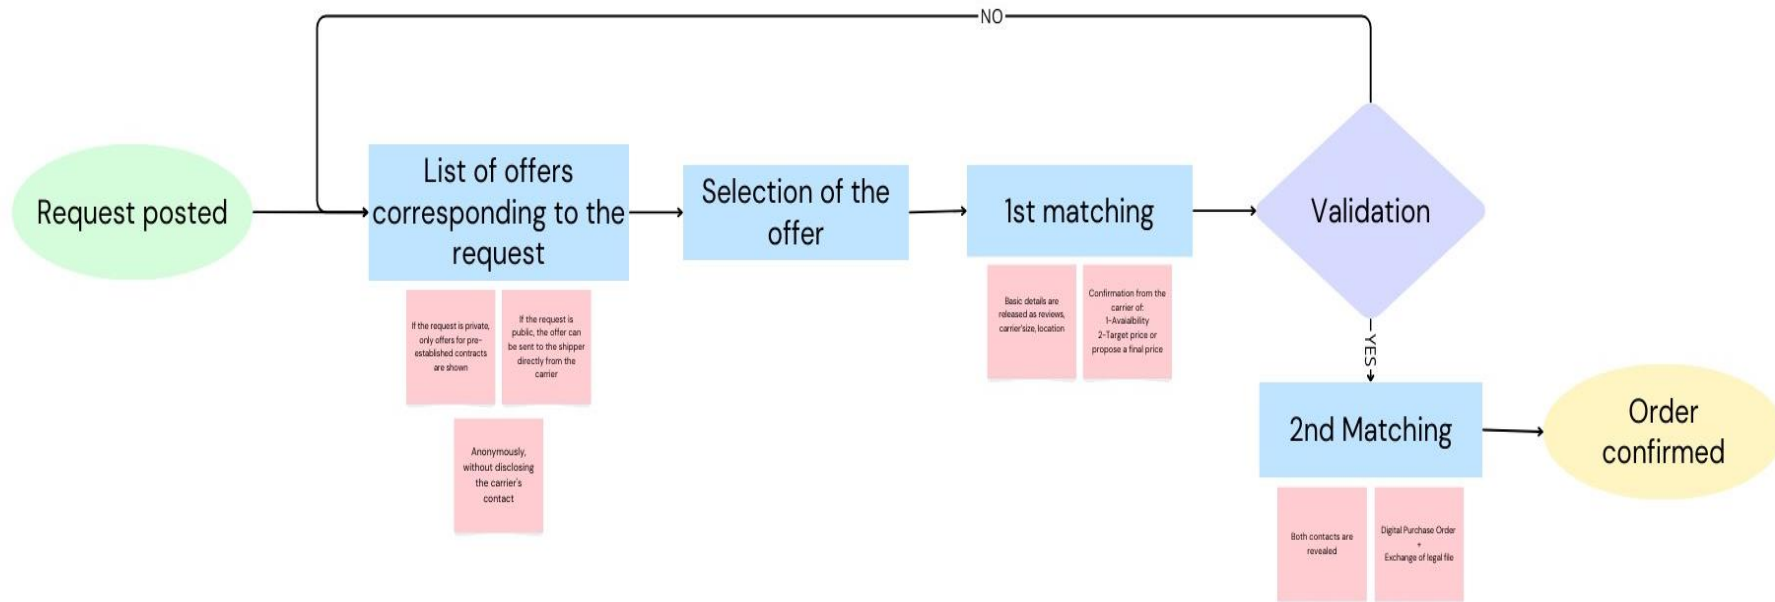 NO
Request posted
List of offers
corresponding to the
request
Selection of the
offer
1st matching
Validation
If the request is private,
only offers for pre-
established contracts
are shown
If the request is
public, the offer can
be sent to the shipper
directly from the
carrier
Anonymously,
without disclosing
the carrier's
contact
Basic details are
released as reviews,
carrier'size, location
Confirmation from the
carrier of:
1-Avaialbility
2-Target price or
propose a final price
YES
2nd Matching
Order
confirmed
Both contacts are
revealed
Digital Purchase Order
+
Exchange of legal file